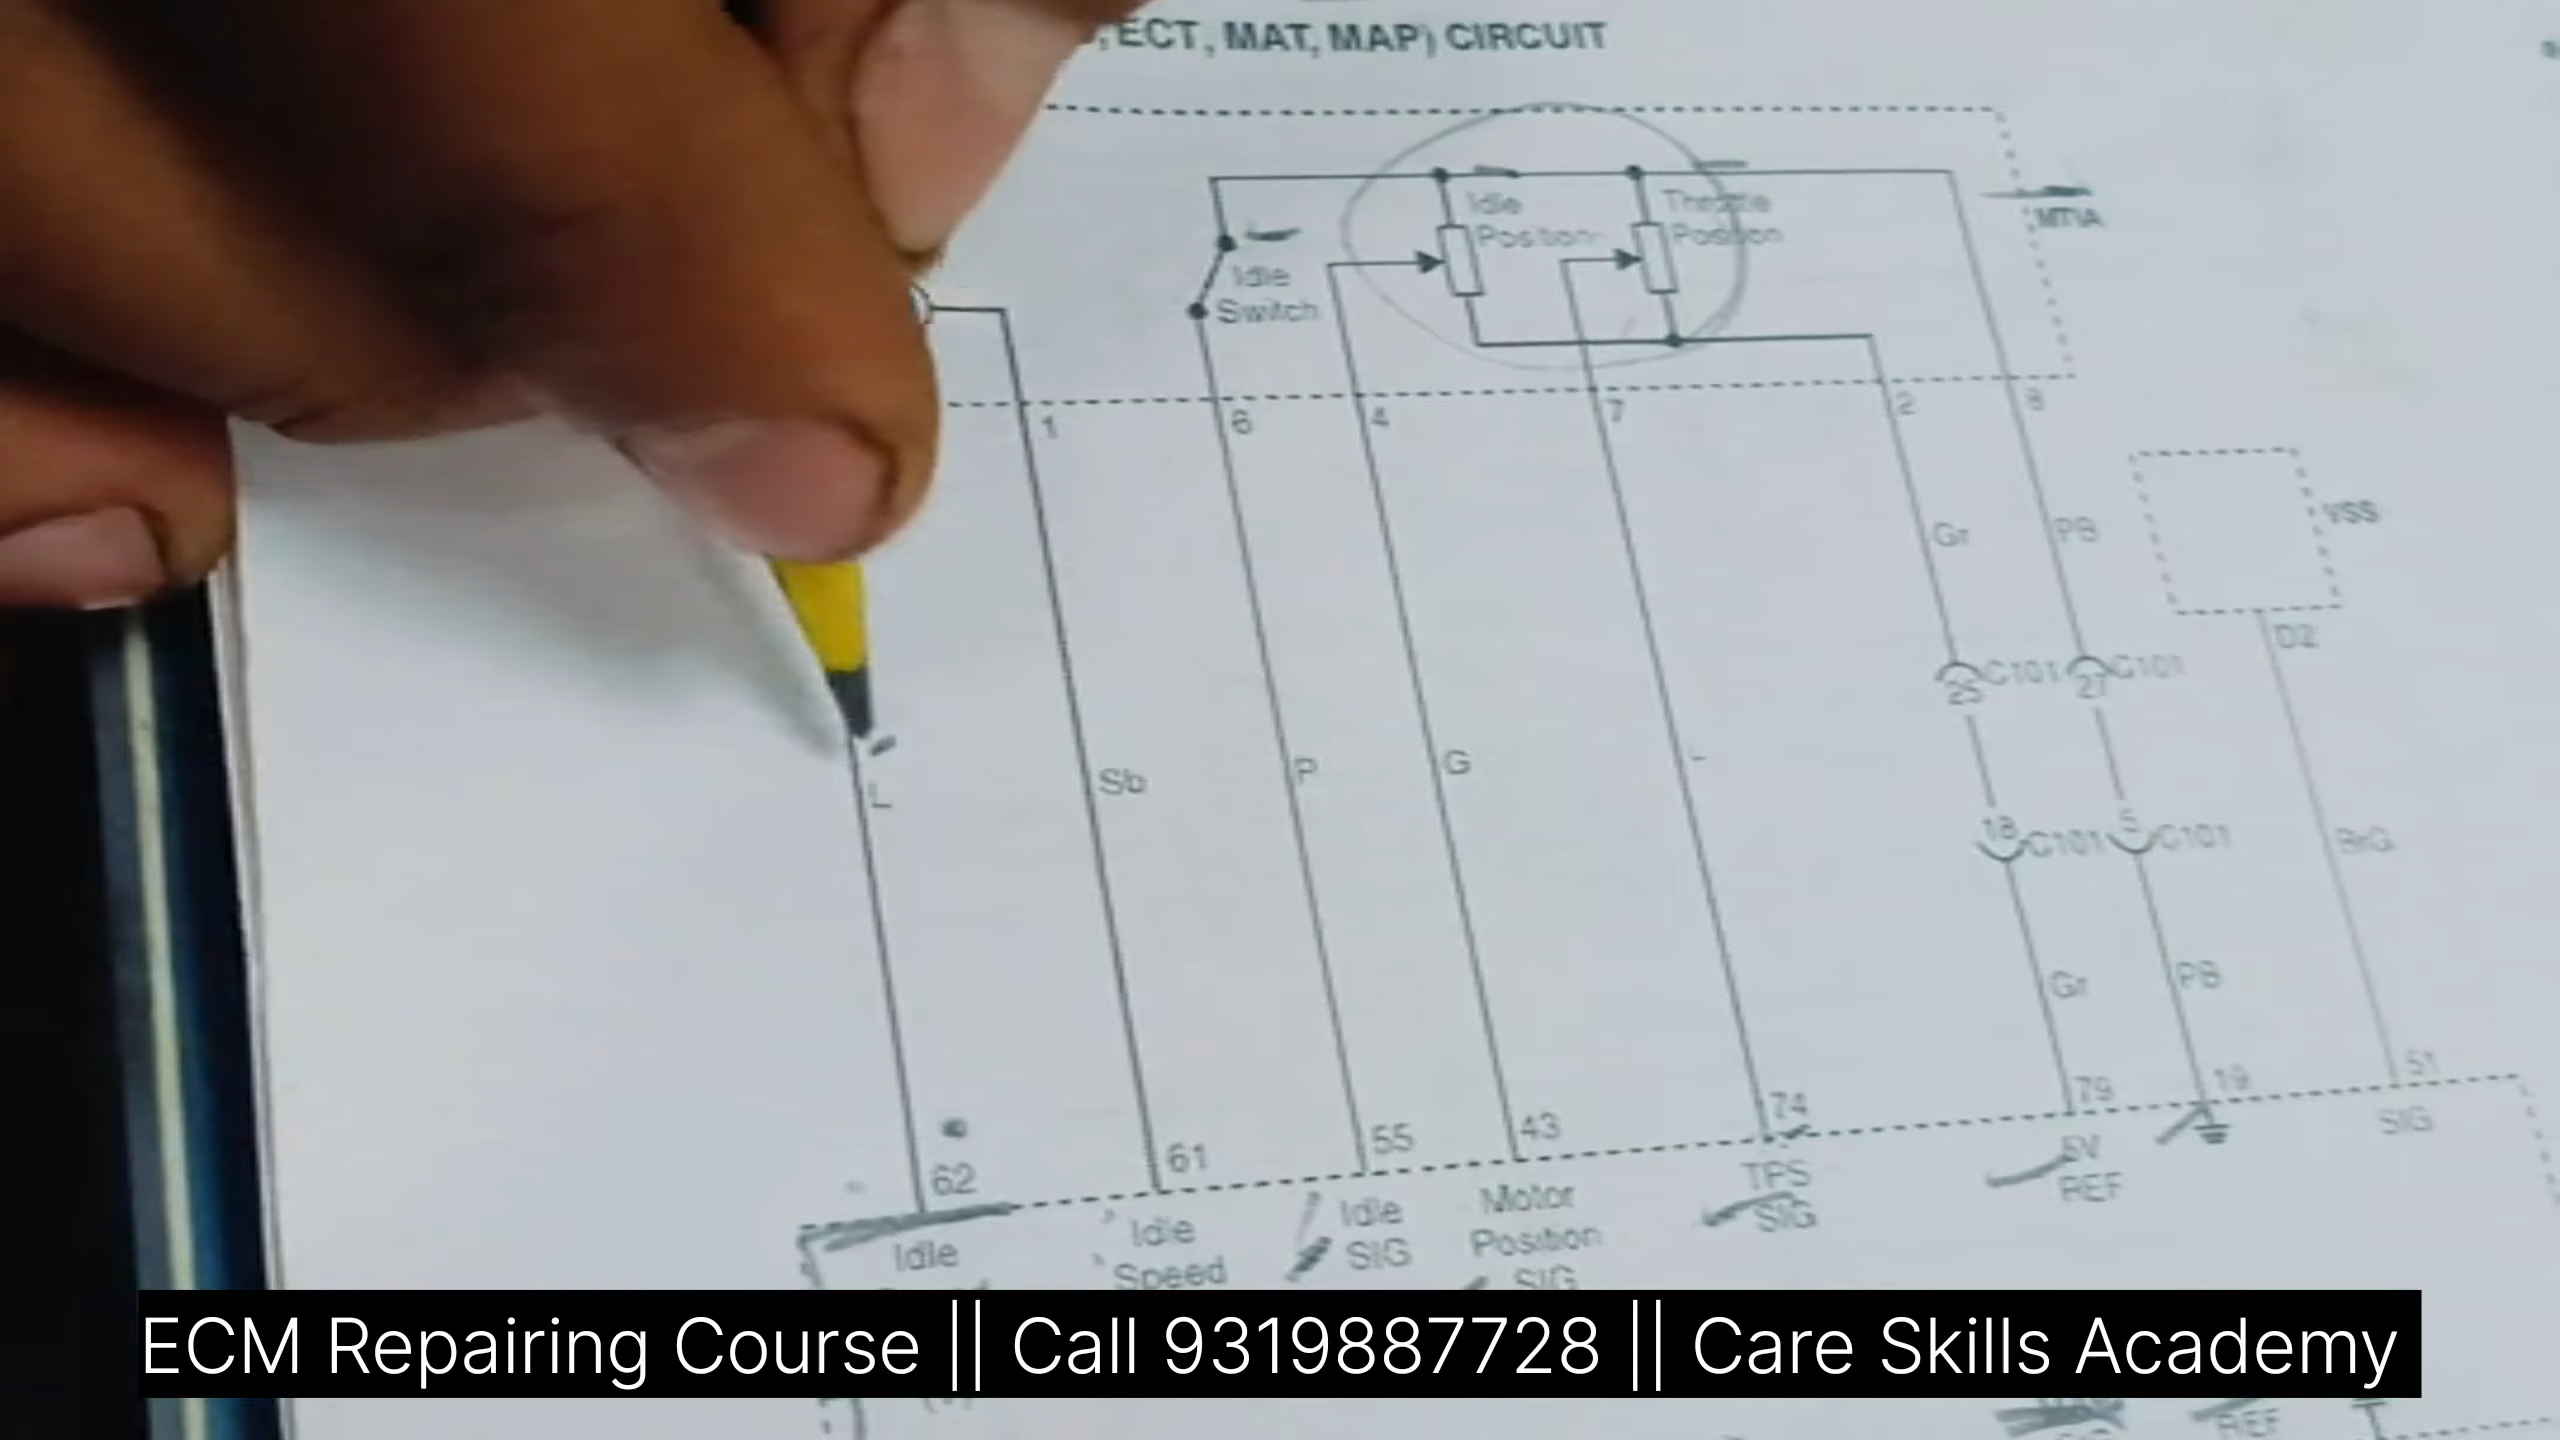 ECT, MAT, MAP) CIRCUIT
Idle
Position
Throttle
Position
MTIA
Idle
Switch
1
6
4
7
2
8
VSS
D2
Gr
PB
C101
C101
25
27
L
Sb
P
G
18
C101
5
C101
BrG
Gr
PB
62
61
55
43
74
79
19
51
Idle
Idle
Speed
Idle
SIG
Motor
Position
SIG
TPS
SIG
5V
REF
SIG
ECM Repairing Course || Call 9319887728 || Care Skills Academy
REF